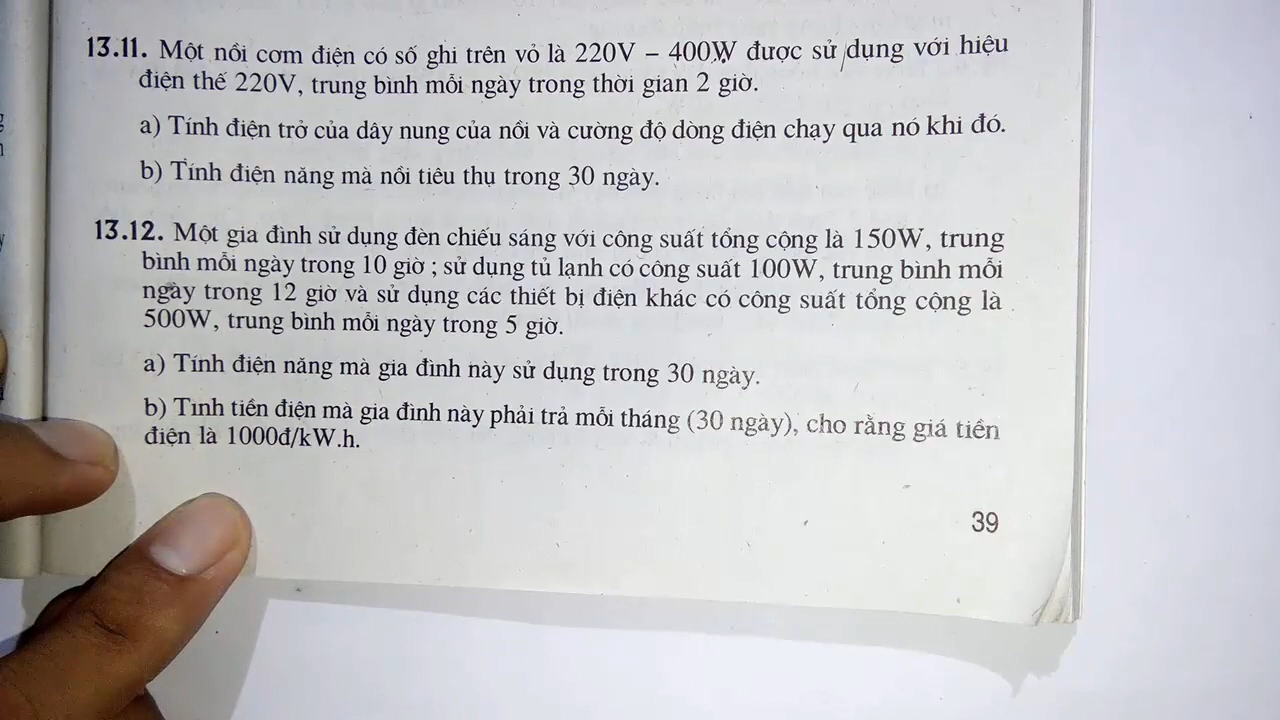 13.11. Một nồi cơm điện có số ghi trên vỏ là 220V – 400W được sử dụng với hiệu
điện thế 220V, trung bình mỗi ngày trong thời gian 2 giờ.
a) Tính điện trở của dây nung của nồi và cường độ dòng điện chạy qua nó khi đó.
b) Tính điện năng mà nồi tiêu thụ trong 30 ngày.
13.12. Một gia đình sử dụng đèn chiếu sáng với công suất tổng cộng là 150W, trung
bình mỗi ngày trong 10 giờ ; sử dụng tủ lạnh có công suất 100W, trung bình mỗi
ngày trong 12 giờ và sử dụng các thiết bị điện khác có công suất tổng cộng là
500W, trung bình mỗi ngày trong 5 giờ.
a) Tính điện năng mà gia đình này sử dụng trong 30 ngày.
b) Tính tiền điện mà gia đình này phải trả mỗi tháng (30 ngày), cho rằng giá tiền
điện là 1000đ/kW.h.
39